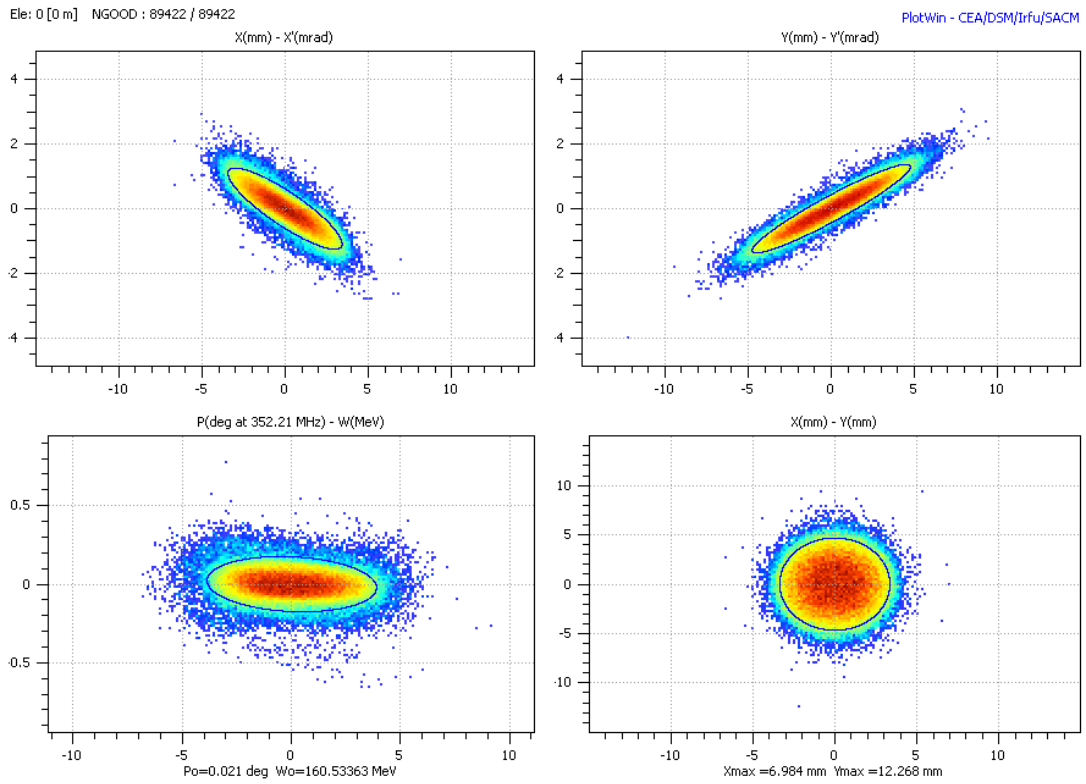 Ele: 0 [0 m] NGOOD : 89422 / 89422
PlotWin - CEA/DSM/Irfu/SACM
X(mm) - X'(mrad)
Y(mm) - Y'(mrad)
4
2
0
-2
-4
-10 -5 0 5 10
4
2
0
-2
-4
-10 -5 0 5 10
P(deg at 352.21 MHz) - W(MeV)
X(mm) - Y(mm)
0.5
0
-0.5
-10 -5 0 5 10
Po=0.021 deg Wo=160.53363 MeV
10
5
0
-5
-10
-10 -5 0 5 10
Xmax =6.984 mm Ymax =12.268 mm